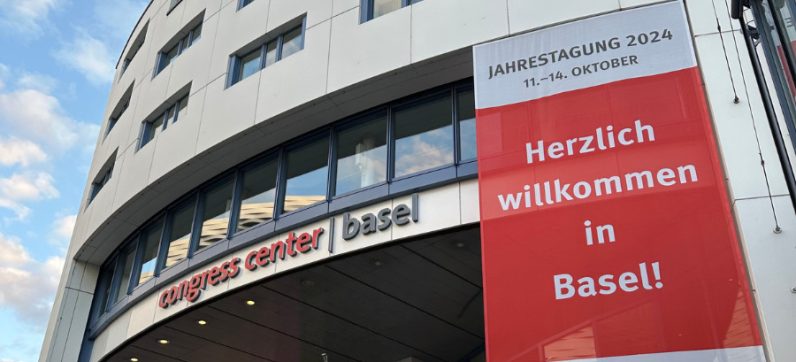 congress center | basel
JAHRESTAGUNG 2024
11.–14. OKTOBER
Herzlich
willkommen
in
Basel!